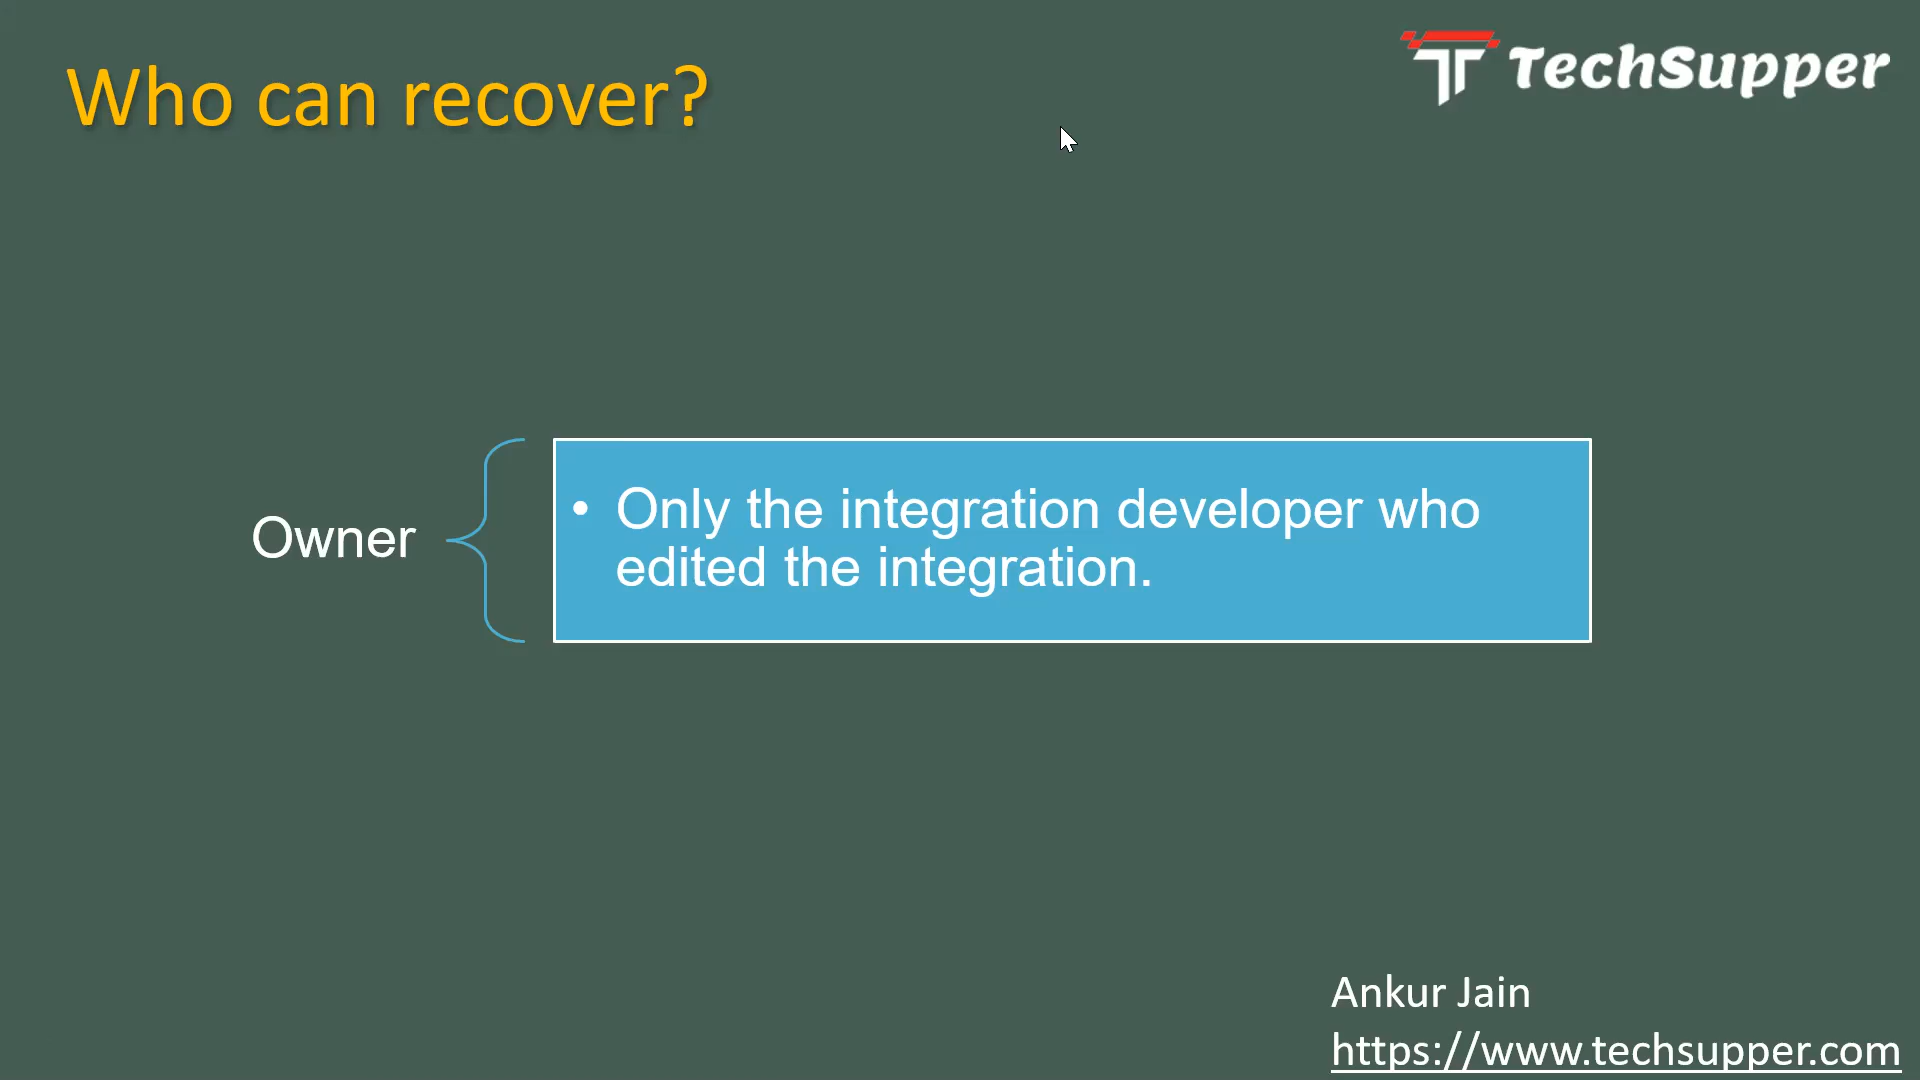 Who can recover?
TechSupper
Owner
• Only the integration developer who
edited the integration.
Ankur Jain
https://www.techsupper.com